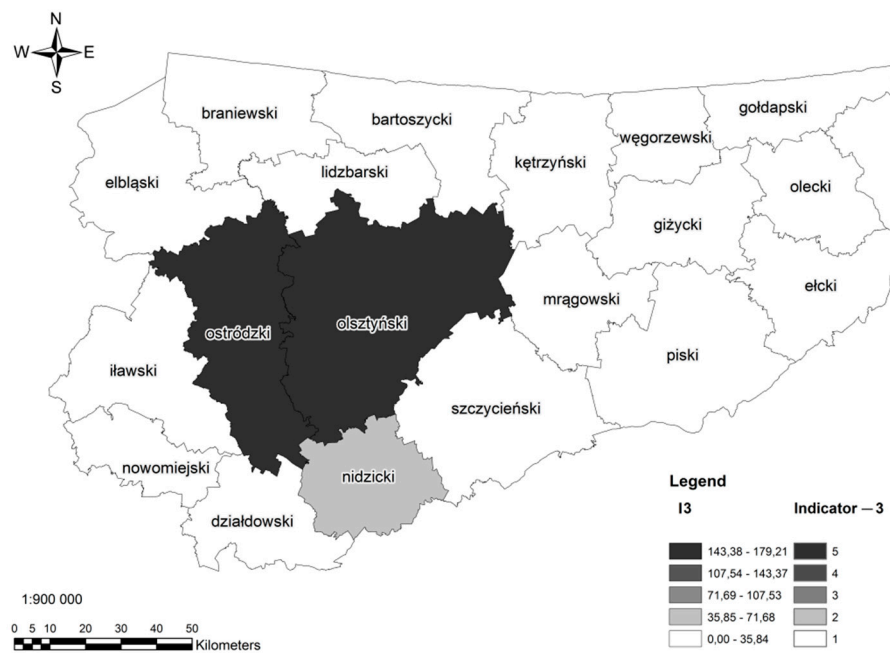 N
W E
S
braniewski
bartoszycki
gołdapski
węgorzewski
kętrzyński
lidzbarski
elbląski
olecki
giżycki
ełcki
mrągowski
ostródzki
olsztyński
piski
iławski
szczycieński
nowomiejski
nidzicki
działdowski
Legend
I3 Indicator – 3
143,38 - 179,21 5
107,54 - 143,37 4
71,69 - 107,53 3
35,85 - 71,68 2
0,00 - 35,84 1
1:900 000
0 5 10 20 30 40 50
Kilometers